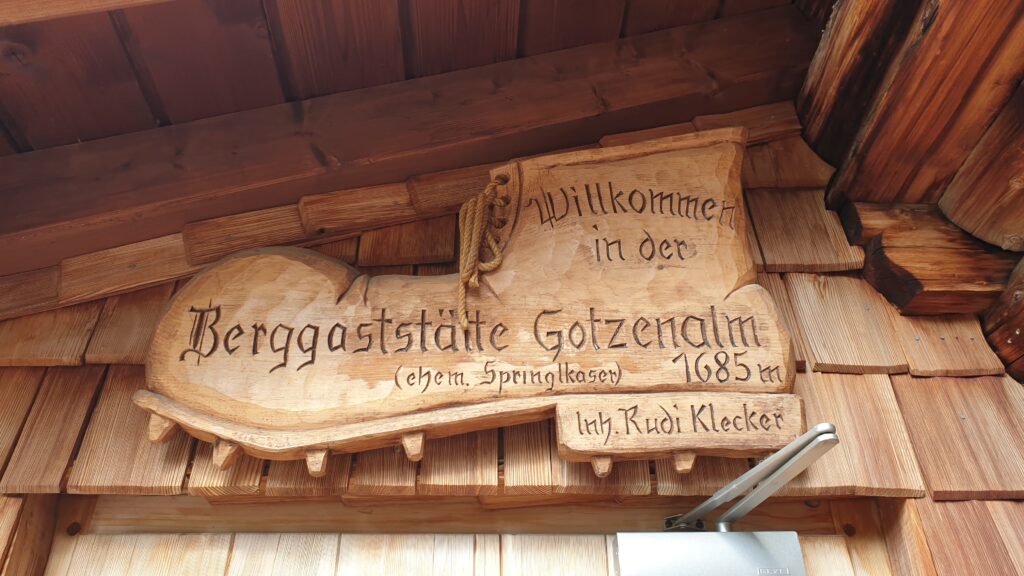 Willkommen
in der
Berggaststätte Gotzenalm
(ehem. Springlkaser) 1685 m
Inh. Rudi Klecker